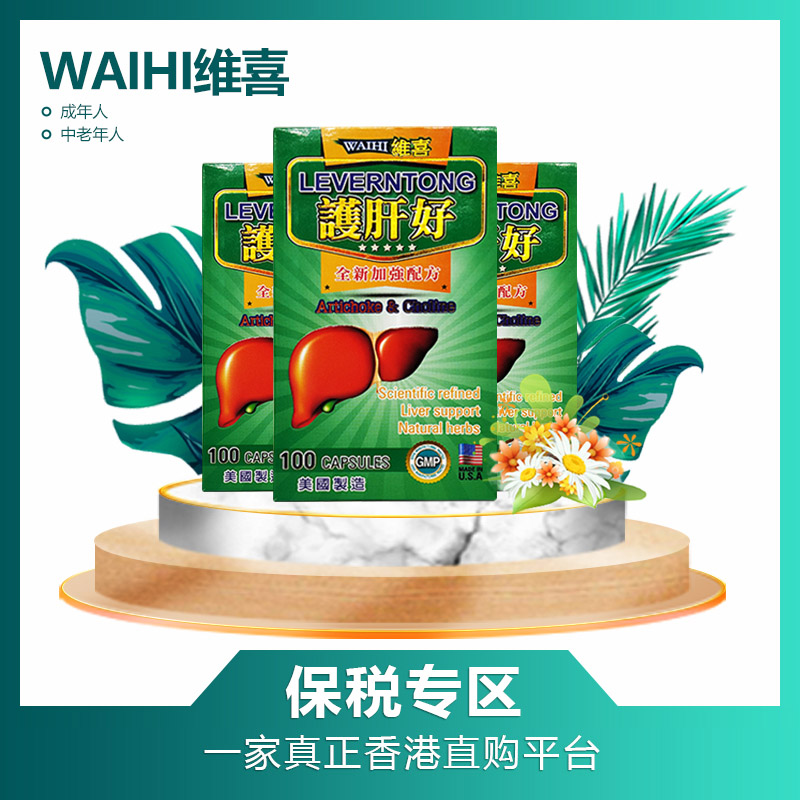 WAIHI维喜
成年人
中老年人
WAIHI 維喜
LEVERNTONG
護肝好
全新加強配方
Artichoke & Choline
Scientific refined
Liver support
Natural herbs
100 CAPSULES
GMP
MADE IN
U.S.A
美國製造
保税专区
一家真正香港直购平台